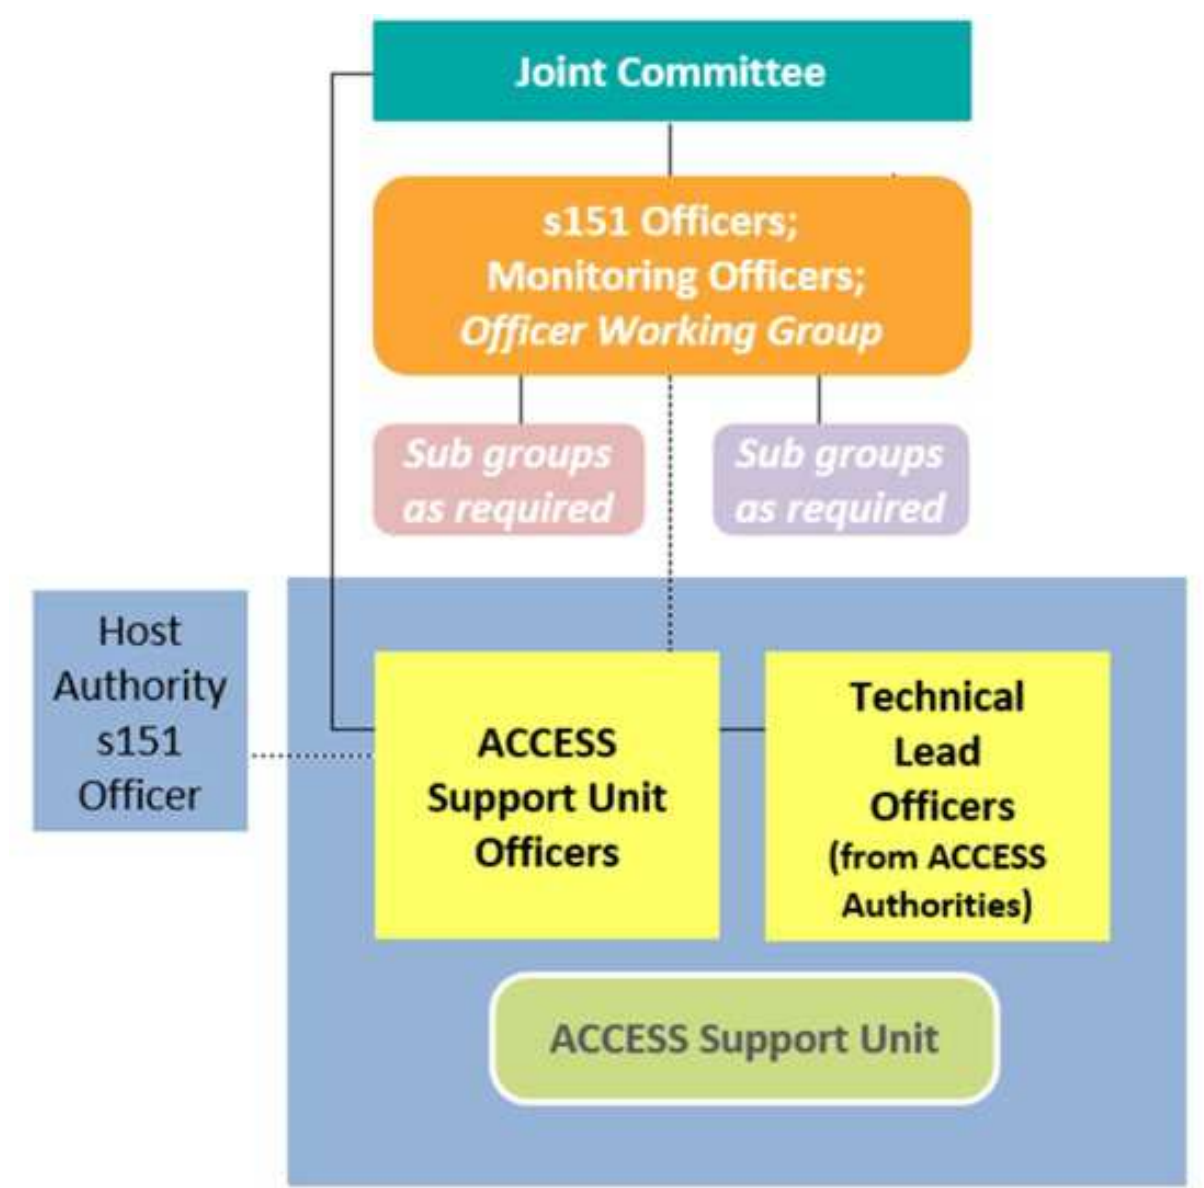 Joint Committee
s151 Officers;
Monitoring Officers;
Officer Working Group
Sub groups
as required
Sub groups
as required
Host
Authority
s151
Officer
ACCESS
Support Unit
Officers
Technical
Lead
Officers
(from ACCESS
Authorities)
ACCESS Support Unit